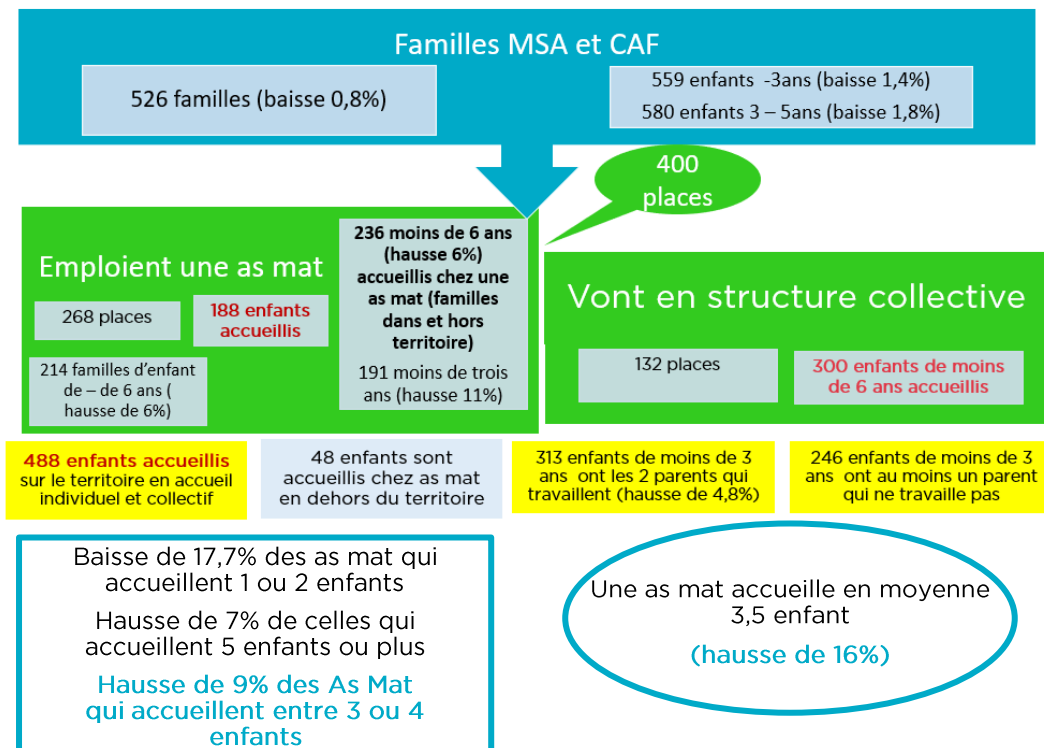 Familles MSA et CAF
526 familles (baisse 0,8%)
559 enfants -3ans (baisse 1,4%)
580 enfants 3 – 5ans (baisse 1,8%)
400
places
Emploient une as mat
268 places
188 enfants
accueillis
214 familles d’enfant
de – de 6 ans (
hausse de 6%)
236 moins de 6 ans
(hausse 6%)
accueillis chez une
as mat (familles
dans et hors
territoire)
191 moins de trois
ans (hausse 11%)
Vont en structure collective
132 places
300 enfants de moins
de 6 ans accueillis
488 enfants accueillis
sur le territoire en accueil
individuel et collectif
48 enfants sont
accueillis chez as mat
en dehors du territoire
313 enfants de moins de 3
ans ont les 2 parents qui
travaillent (hausse de 4,8%)
246 enfants de moins de 3
ans ont au moins un parent
qui ne travaille pas
Baisse de 17,7% des as mat qui
accueillent 1 ou 2 enfants
Hausse de 7% de celles qui
accueillent 5 enfants ou plus
Hausse de 9% des As Mat
qui accueillent entre 3 ou 4
enfants
Une as mat accueille en moyenne
3,5 enfant
(hausse de 16%)